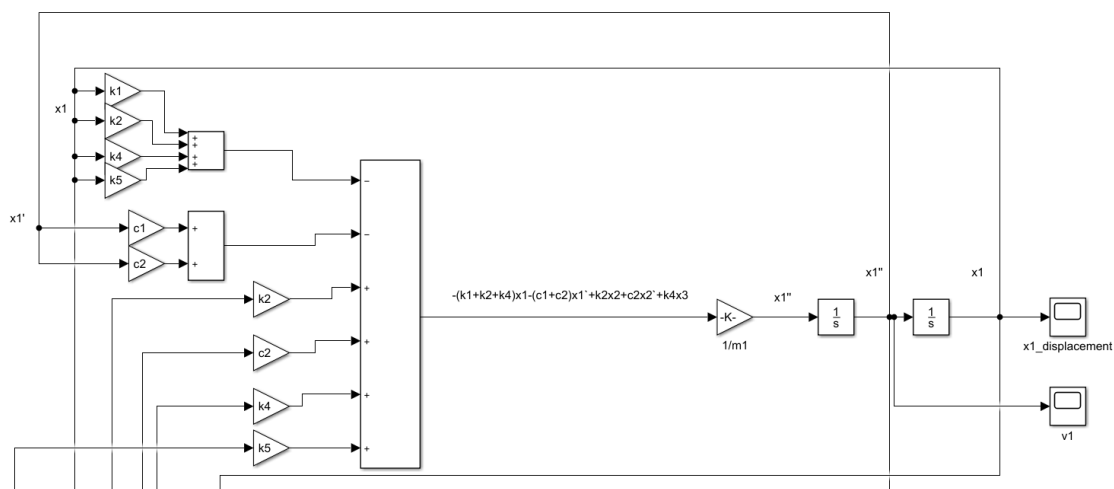 k1
x1
k2
+
+
k4
+
+
k5
−
x1'
c1
+
−
c2
+
k2
+
-(k1+k2+k4)x1-(c1+c2)x1`+k2x2+c2x2`+k4x3
x1''
x1''
x1
-K-
1
s
1
s
1/m1
x1_displacement
c2
+
k4
+
v1
k5
+